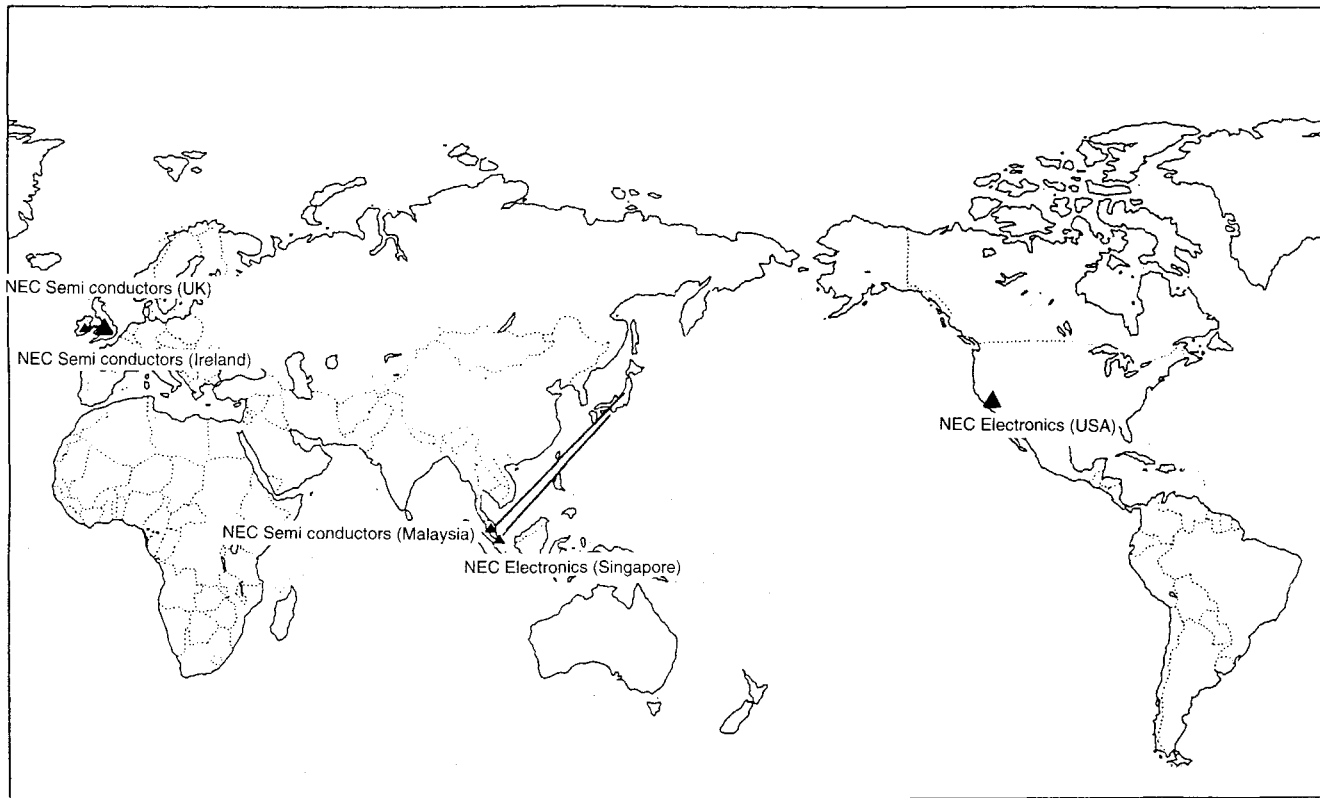 NEC Semi conductors (UK)
NEC Semi conductors (Ireland)
NEC Electronics (USA)
NEC Semi conductors (Malaysia)
NEC Electronics (Singapore)